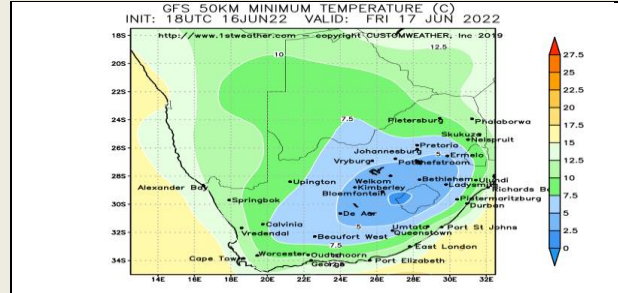 GFS 50KM MINIMUM TEMPERATURE (C)
INIT: 18UTC 16JUN22 VALID: FRI 17 JUN 2022
http://www.1stweather.com - copyright CUSTOMWEATHER, Inc 2019
18S
12.5
10
27.5
20S
25
22.5
22S
20
7.5
Pietersburg
Phalaborwa
24S
17.5
Skukuza
Nelspruit
15
Pretoria
26S
Johannesburg
5
Ermelo
12.5
Vryburg
Potchefstroom
10
28S
Welkom
Bethlehem
Ulundi
Alexander Bay
Upington
Kimberley
Ladysmith
7.5
Bloemfontein
Richards Ba
Springbok
Pietermaritzburg
5
30S
Durban
De Aar
2.5
Calvinia
5
Umtata
Port St Johns
32S
Vredendal
Queenstown
0
Beaufort West
7.5
East London
Worcester
Oudtshoorn
34S
Cape Town
George
Port Elizabeth
14E 16E 18E 20E 22E 24E 26E 28E 30E 32E